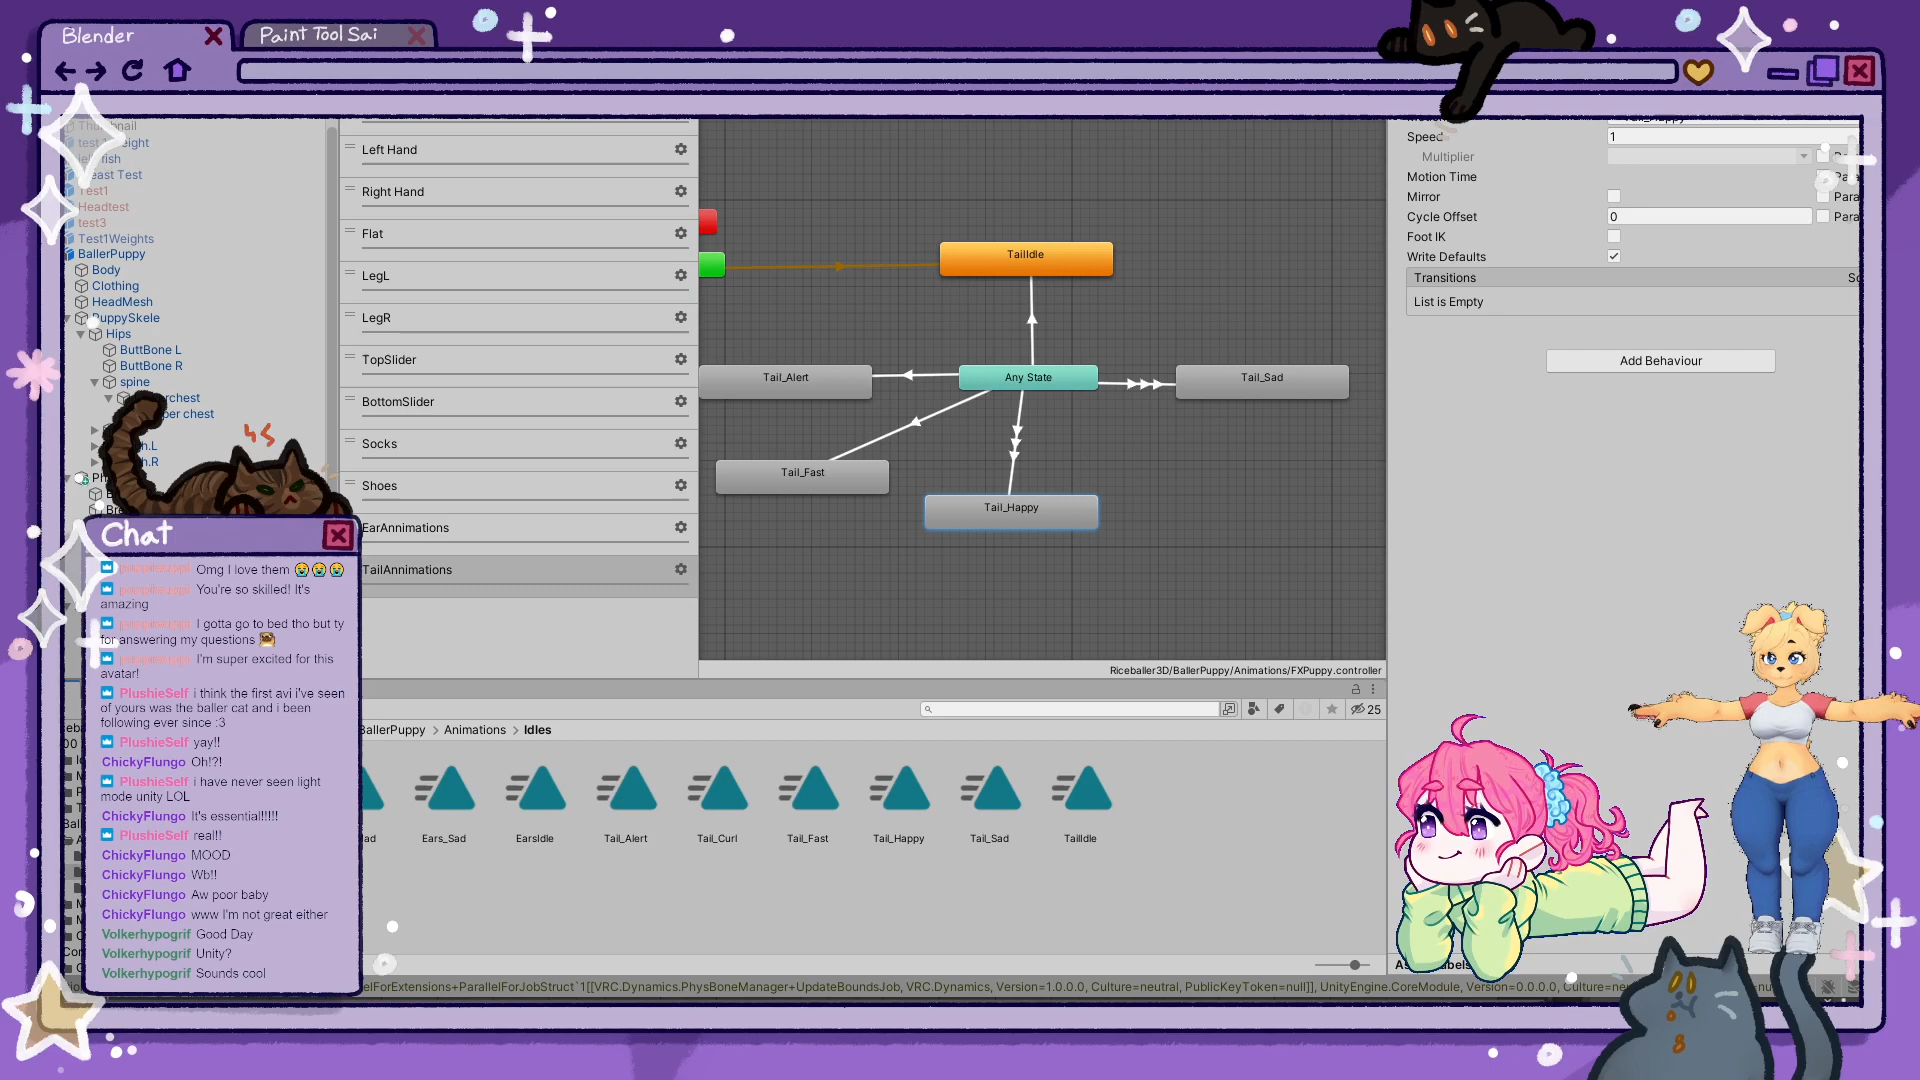 Blender
Paint Tool Sai
Test1
Headtest
test3
Test1Weights
BallerPuppy
Body
Clothing
HeadMesh
PuppySkele
Hips
ButtBone L
ButtBone R
spine
Left Hand
Right Hand
Flat
LegL
LegR
TopSlider
BottomSlider
Socks
Shoes
EarAnnimations
TailAnnimations
TailIdle
Tail_Alert
Any State
Tail_Sad
Tail_Fast
Tail_Happy
Riceballer3D/BallerPuppy/Animations/FXPuppy.controller
Speed 1
Multiplier
Motion Time
Mirror
Cycle Offset 0
Foot IK
Write Defaults
Transitions
List is Empty
Add Behaviour
25
BallerPuppy > Animations > Idles
Ears_Sad
EarsIdle
Tail_Alert
Tail_Curl
Tail_Fast
Tail_Happy
Tail_Sad
TailIdle
Chat
Omg I love them 😭😭😭
You're so skilled! It's
amazing
I gotta go to bed tho but ty
for answering my questions
I'm super excited for this
avatar!
PlushieSelf i think the first avi i've seen
of yours was the baller cat and i been
following ever since :3
PlushieSelf yay!!
ChickyFlungo Oh!?!
PlushieSelf i have never seen light
mode unity LOL
ChickyFlungo It's essential!!!!!
PlushieSelf real!!
ChickyFlungo MOOD
ChickyFlungo Wb!!
ChickyFlungo Aw poor baby
ChickyFlungo www I'm not great either
Volkerhypogrif Good Day
Volkerhypogrif Unity?
Volkerhypogrif Sounds cool
elForExtensions+ParallelForJobStruct`1[[VRC.Dynamics.PhysBoneManager+UpdateBoundsJob, VRC.Dynamics, Version=1.0.0.0, Culture=neutral, PublicKeyToken=null]], UnityEngine.CoreModule, Version=0.0.0.0, Culture=neu